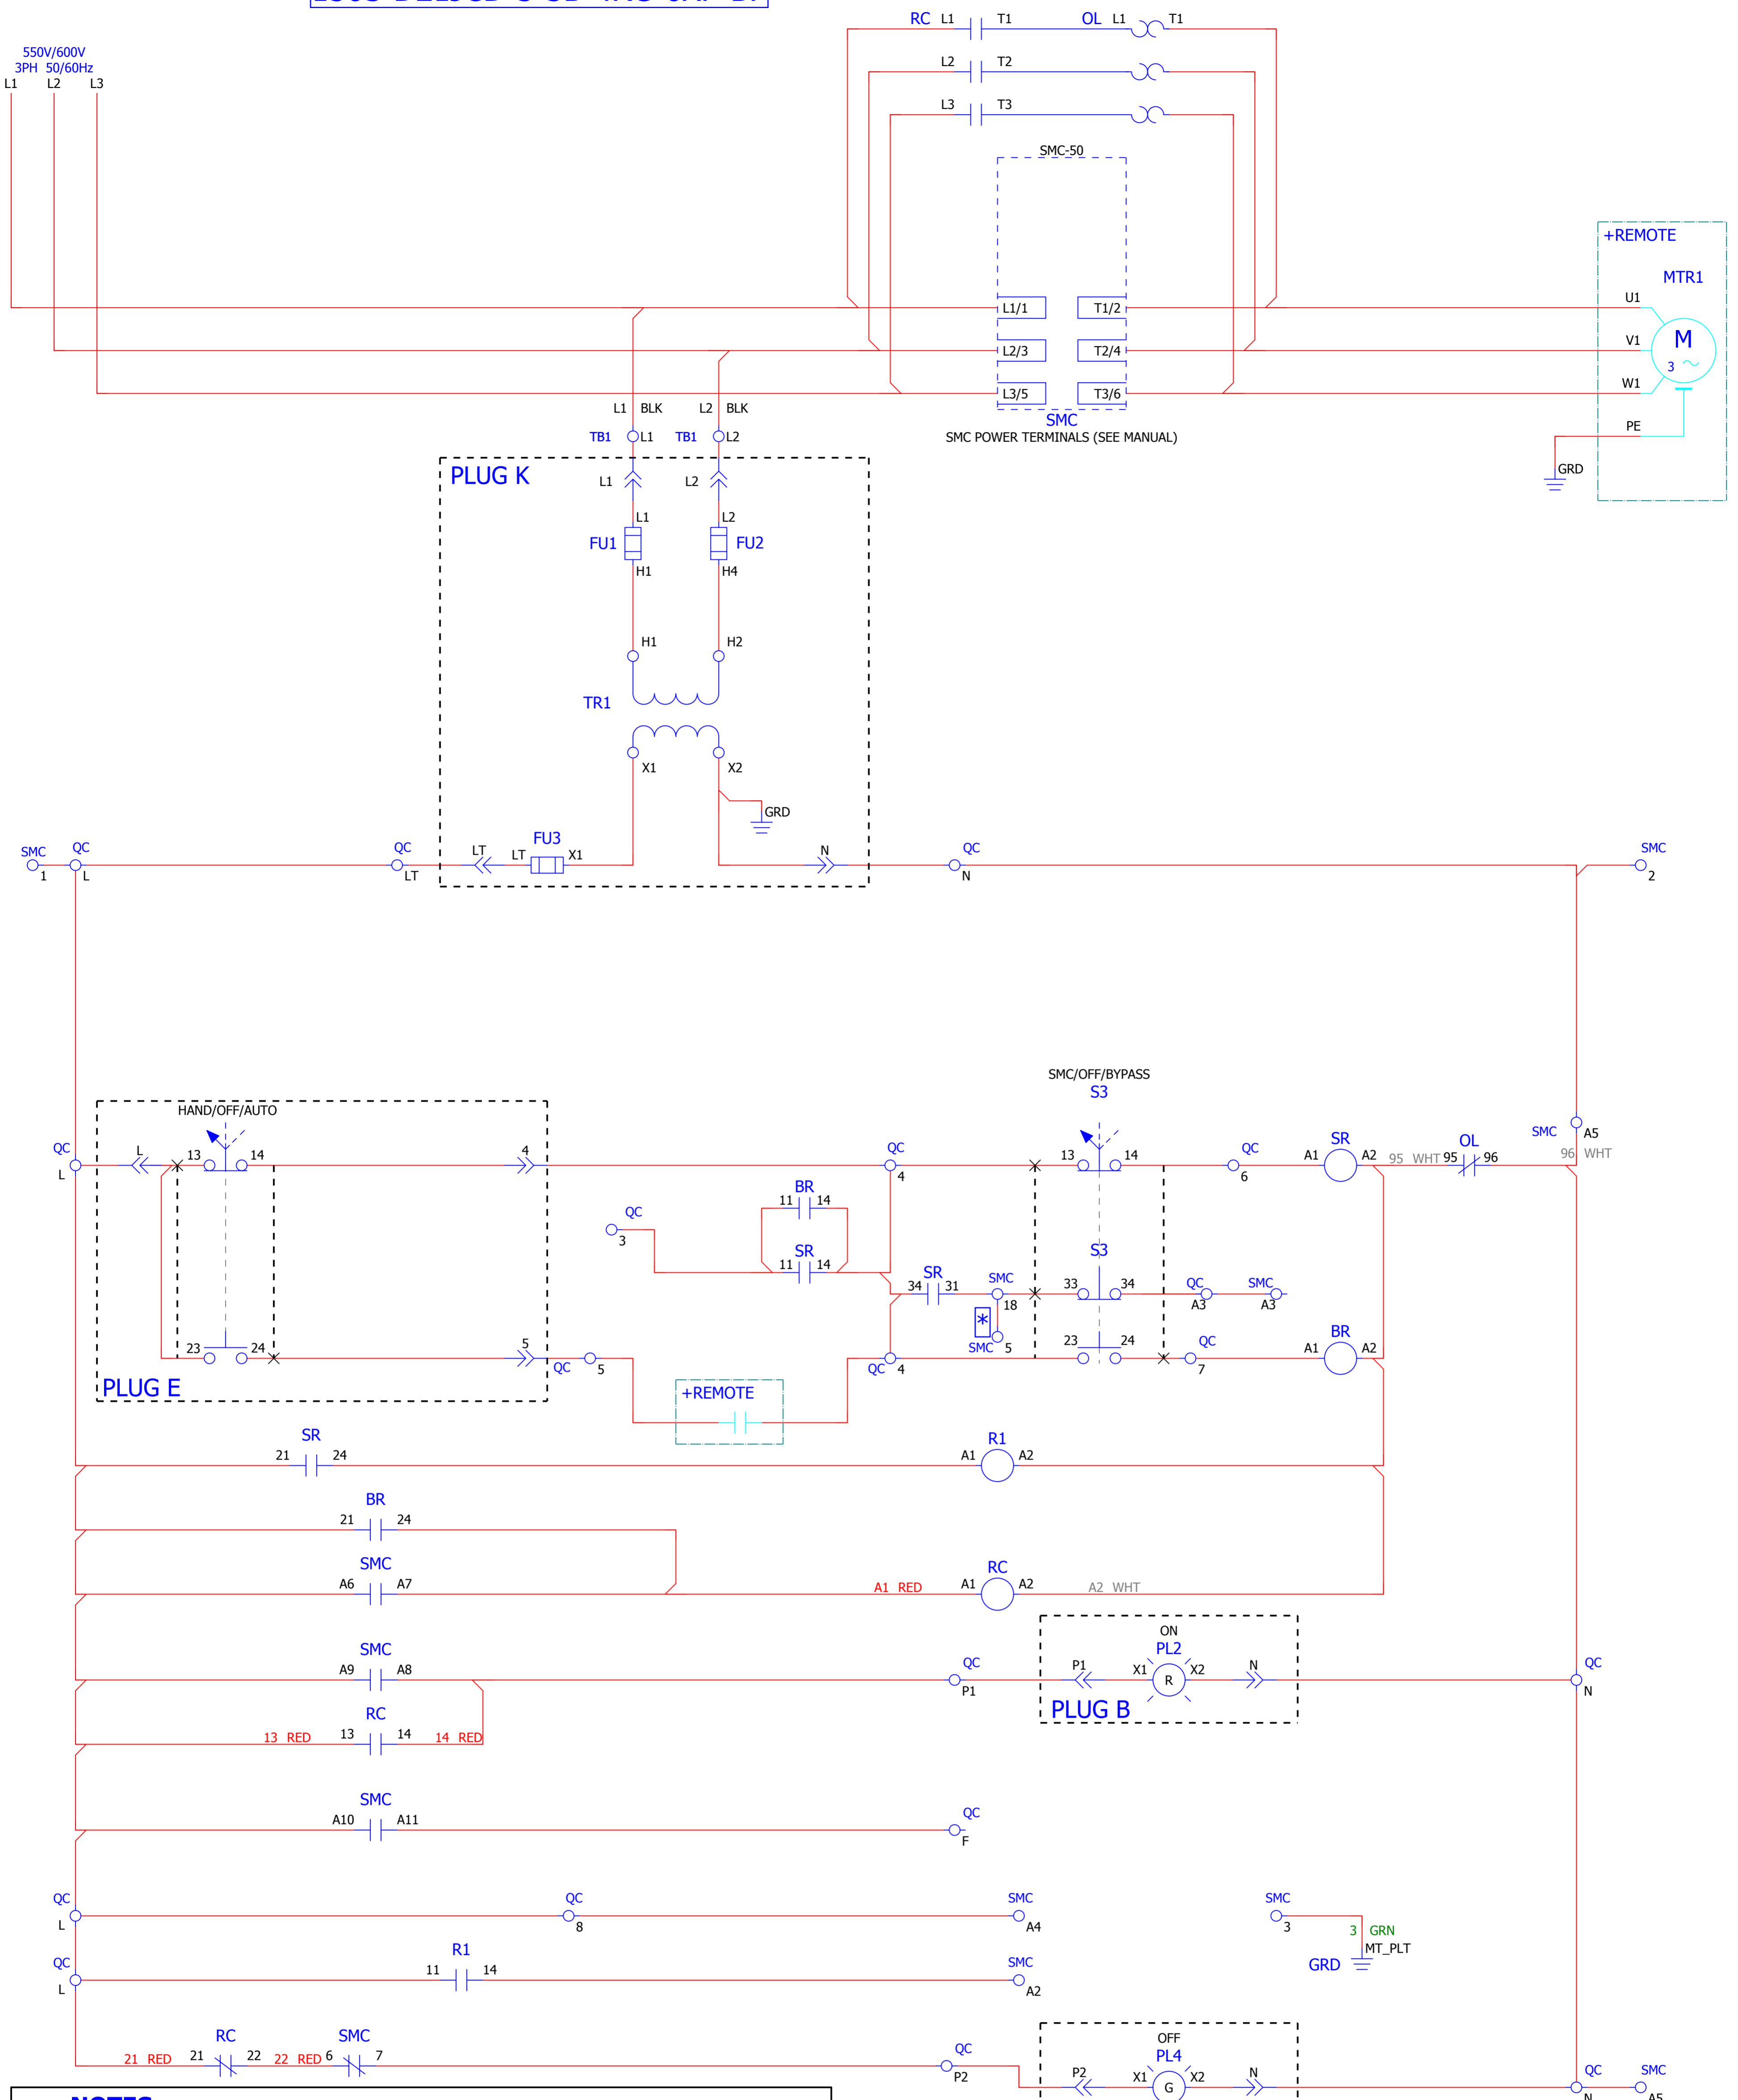 550V/600V
3PH 50/60Hz
L1 L2 L3
RC L1 T1 OL L1 T1
L2 T2
L3 T3
SMC-50
L1/1 T1/2
L2/3 T2/4
L3/5 T3/6
SMC
SMC POWER TERMINALS (SEE MANUAL)
+REMOTE
MTR1
U1
V1
W1
PE
M
3
GRD
L1 BLK L2 BLK
TB1 L1 TB1 L2
PLUG K
L1 L2
L1 L2
FU1 FU2
H1 H4
H1 H2
TR1
X1 X2
GRD
SMC QC QC FU3 QC SMC
LT LT X1 N
1 L LT N 2
SMC/OFF/BYPASS
S3
HAND/OFF/AUTO
QC L 13 14 4 QC 13 14 QC SR OL SMC A5
L 4 6 A1 A2 95 WHT 95 96 96 WHT
BR
11 14
QC
3
SR
11 14
SR S3
34 31 SMC 33 34 QC SMC
18 A3 A3
*
SMC 5
23 24 5 QC 5 QC 4 23 24 QC 7 BR A1 A2
PLUG E
+REMOTE
SR R1
21 24 A1 A2
BR
21 24
SMC RC
A6 A7 A1 RED A1 A2 A2 WHT
ON
SMC QC PL2 QC
A9 A8 P1 P1 X1 R X2 N N
PLUG B
RC
13 RED 13 14 14 RED
SMC
A10 A11 QC
F
QC QC SMC SMC
L 8 A4 3
3 GRN
MT_PLT
GRD
QC R1 SMC
L 11 14 A2
RC SMC
21 RED 21 22 22 RED 6 7 QC
P2
OFF
PL4
P2 X1 G X2 N
QC SMC
N A5
NOTES